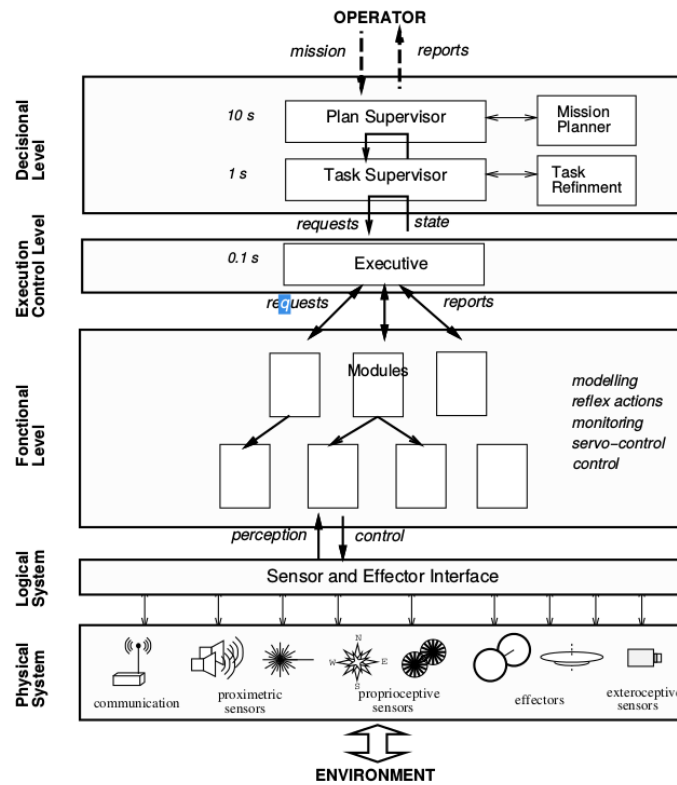 OPERATOR
mission
reports
Decisional
Level
10 s
Plan Supervisor
Mission
Planner
1 s
Task Supervisor
Task
Refinment
requests
state
Execution
Control Level
0.1 s
Executive
requests
reports
Fonctional
Level
Modules
modelling
reflex actions
monitoring
servo-control
control
perception
control
Logical
System
Sensor and Effector Interface
Physical
System
N
W
E
S
communication
proximetric
sensors
proprioceptive
sensors
effectors
exteroceptive
sensors
ENVIRONMENT